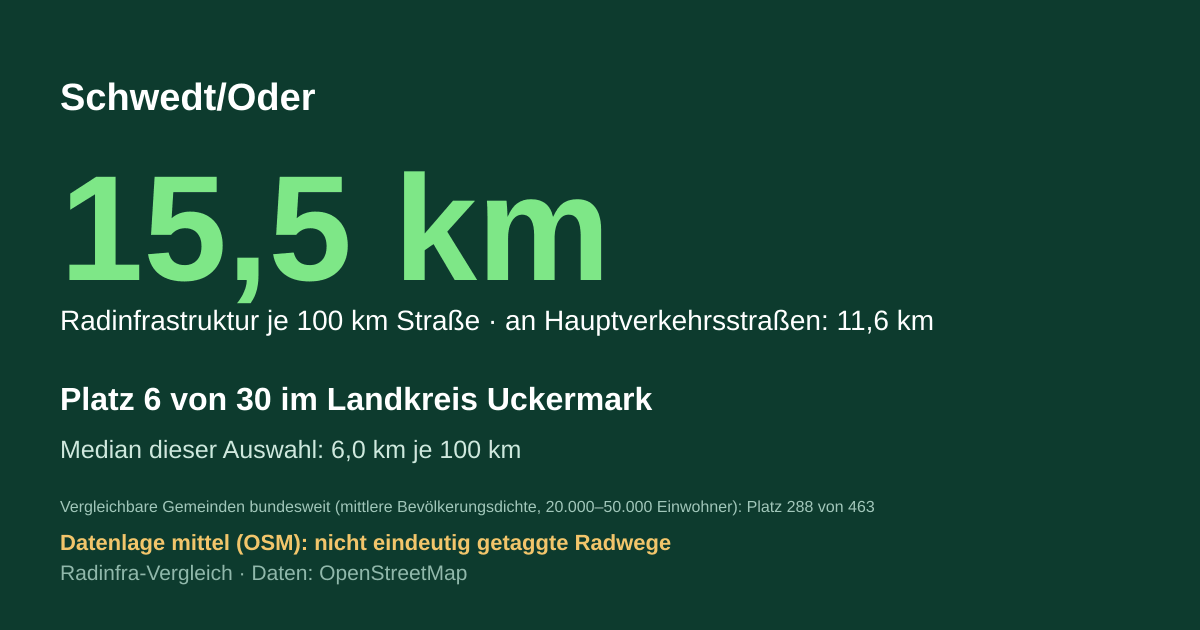 Schwedt/Oder
15,5 km
Radinfrastruktur je 100 km Straße · an Hauptverkehrsstraßen: 11,6 km
Platz 6 von 30 im Landkreis Uckermark
Median dieser Auswahl: 6,0 km je 100 km
Vergleichbare Gemeinden bundesweit (mittlere Bevölkerungsdichte, 20.000–50.000 Einwohner): Platz 288 von 463
Datenlage mittel (OSM): nicht eindeutig getaggte Radwege
Radinfra-Vergleich · Daten: OpenStreetMap